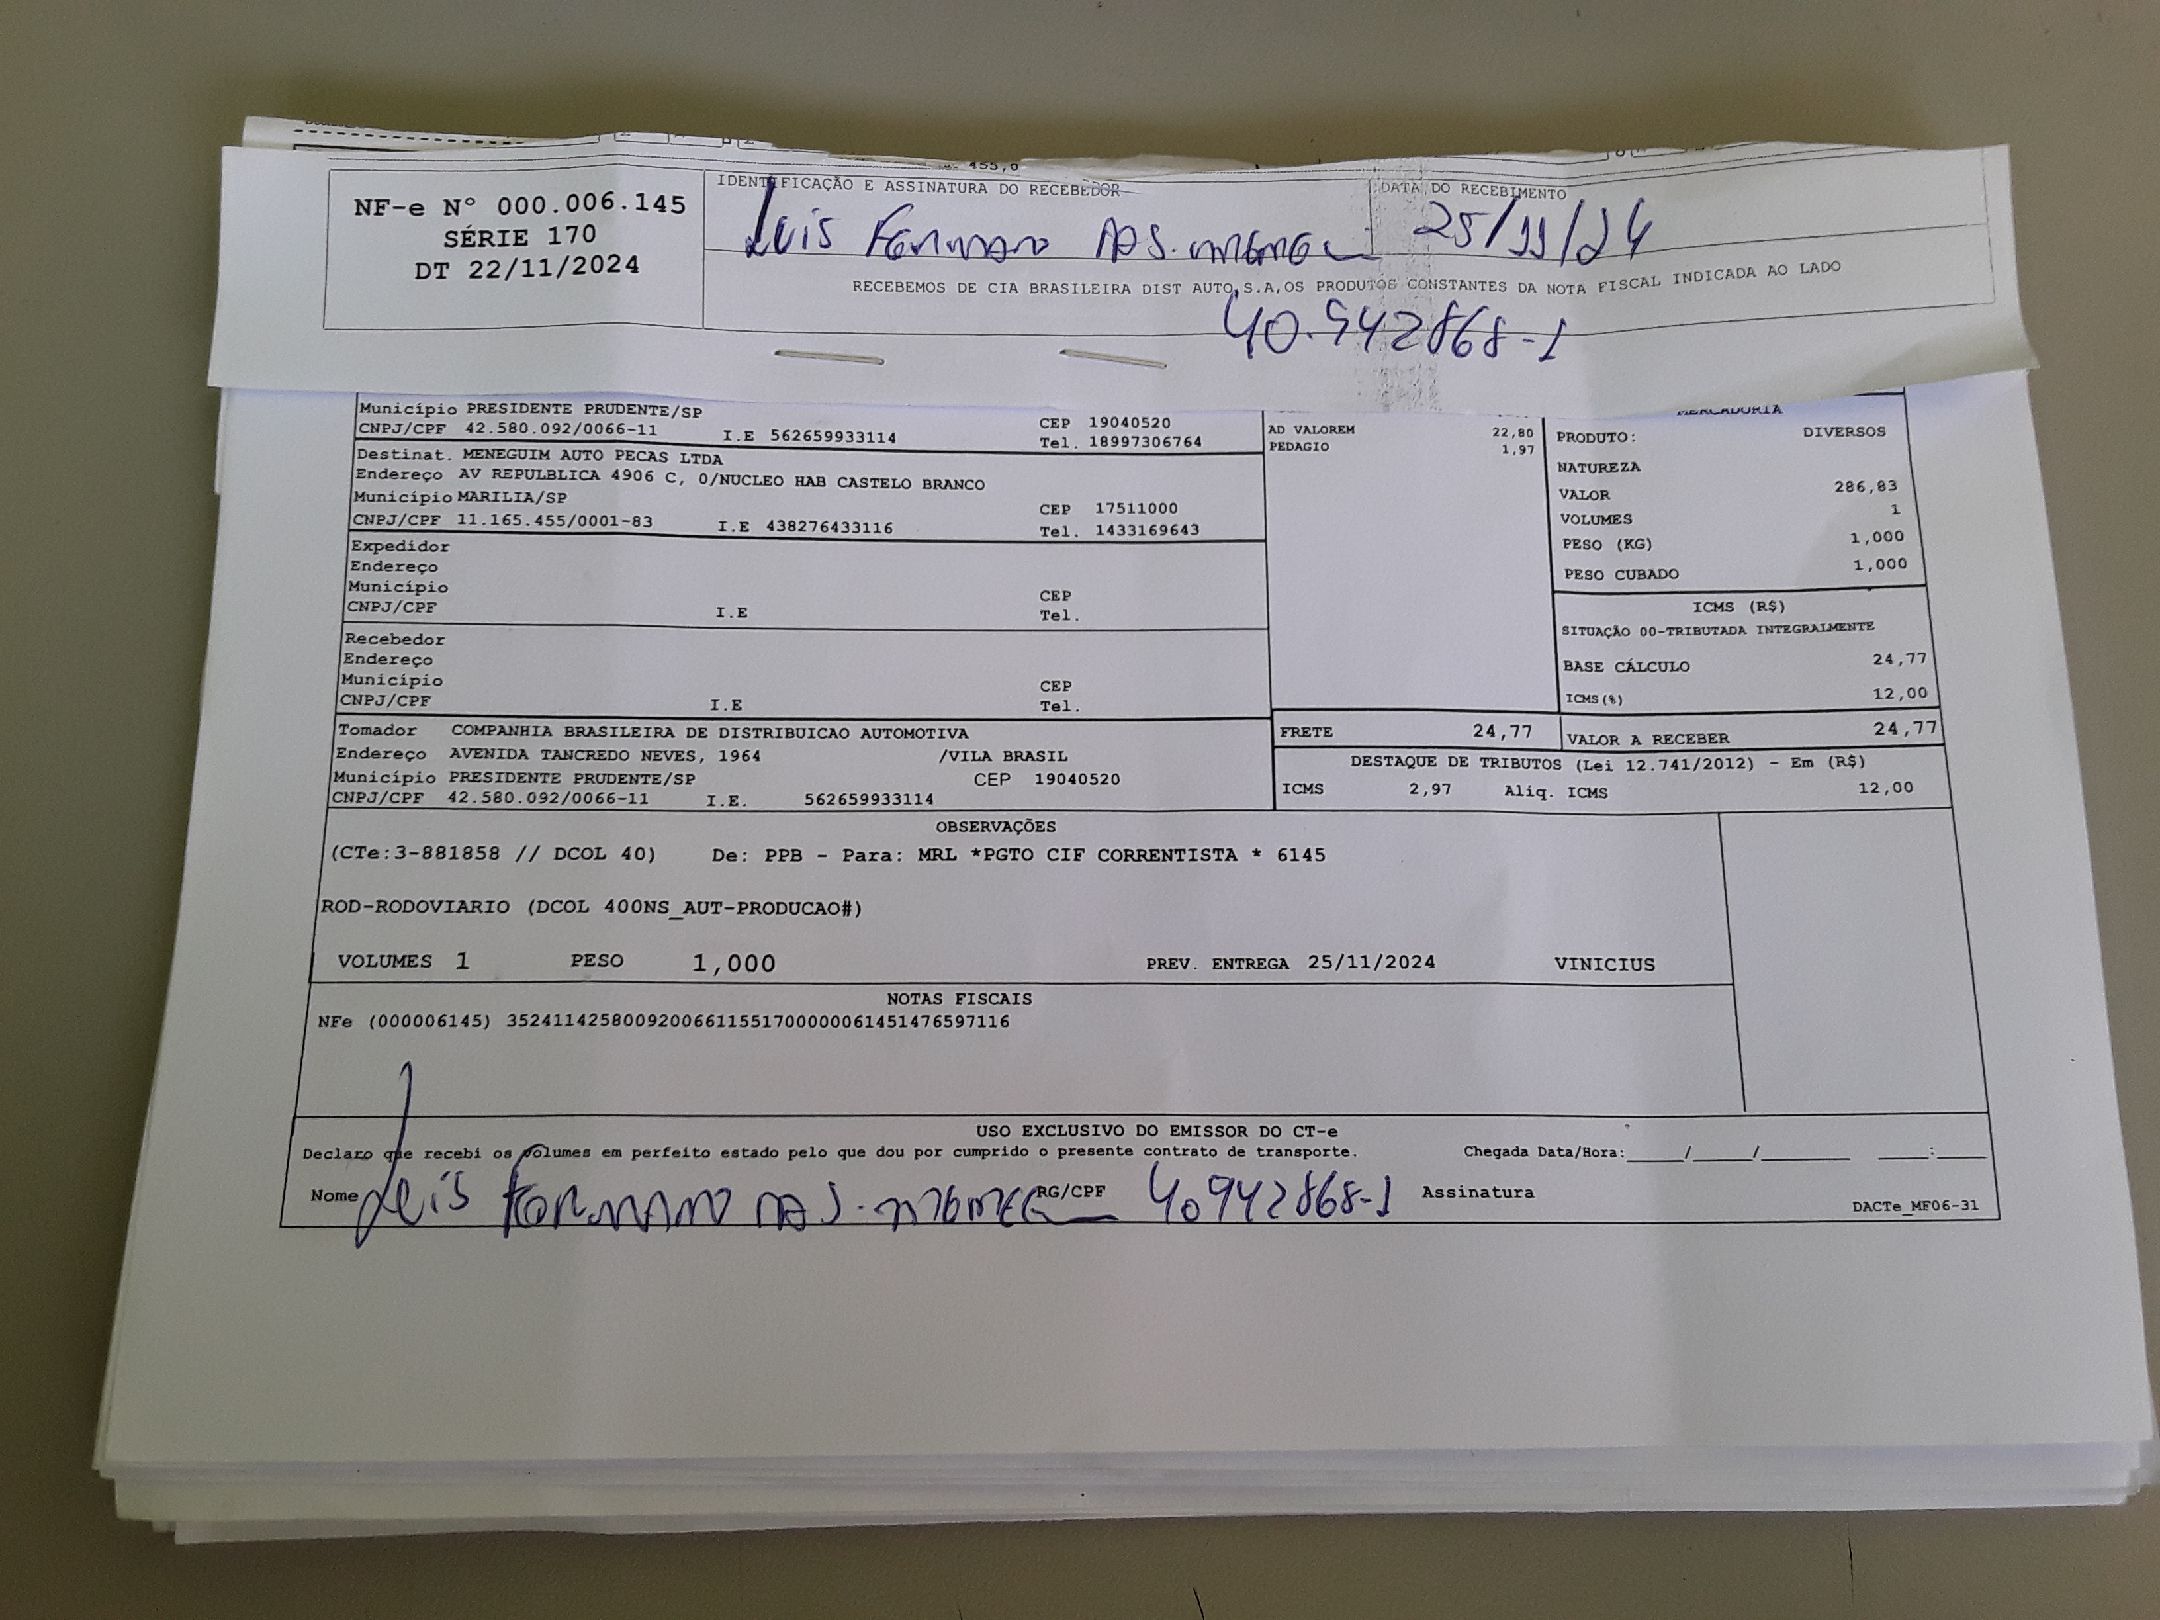 455,0
NF-e N° 000.006.145
SÉRIE 170
DT 22/11/2024
IDENTIFICAÇÃO E ASSINATURA DO RECEBEDOR
Luis Fernando
DATA DO RECEBIMENTO
25/11/24
RECEBEMOS DE CIA BRASILEIRA DIST AUTO,S.A,OS PRODUTOS CONSTANTES DA NOTA FISCAL INDICADA AO LADO
40.942868-1
Município PRESIDENTE PRUDENTE/SP CEP 19040520
CNPJ/CPF 42.580.092/0066-11 I.E 562659933114 Tel. 18997306764
Destinat. MENEGUIM AUTO PECAS LTDA
Endereço AV REPULBLICA 4906 C, 0/NUCLEO HAB CASTELO BRANCO
Município MARILIA/SP CEP 17511000
CNPJ/CPF 11.165.455/0001-83 I.E 438276433116 Tel. 1433169643
Expedidor
Endereço
Município CEP
CNPJ/CPF I.E Tel.
Recebedor
Endereço
Município CEP
CNPJ/CPF I.E Tel.
Tomador COMPANHIA BRASILEIRA DE DISTRIBUICAO AUTOMOTIVA
Endereço AVENIDA TANCREDO NEVES, 1964 /VILA BRASIL
Município PRESIDENTE PRUDENTE/SP CEP 19040520
CNPJ/CPF 42.580.092/0066-11 I.E. 562659933114
AD VALOREM 22,80
PEDAGIO 1,97
MERCADORIA
PRODUTO: DIVERSOS
NATUREZA
VALOR 286,83
VOLUMES 1
PESO (KG) 1,000
PESO CUBADO 1,000
ICMS (R$)
SITUAÇÃO 00-TRIBUTADA INTEGRALMENTE
BASE CÁLCULO 24,77
ICMS(%) 12,00
FRETE 24,77 VALOR A RECEBER 24,77
DESTAQUE DE TRIBUTOS (Lei 12.741/2012) - Em (R$)
ICMS 2,97 Aliq. ICMS 12,00
OBSERVAÇÕES
(CTe:3-881858 // DCOL 40) De: PPB - Para: MRL *PGTO CIF CORRENTISTA * 6145
ROD-RODOVIARIO (DCOL 400NS_AUT-PRODUCAO#)
VOLUMES 1 PESO 1,000 PREV. ENTREGA 25/11/2024 VINICIUS
NOTAS FISCAIS
NFe (000006145) 35241142580092006611551700000061451476597116
USO EXCLUSIVO DO EMISSOR DO CT-e
Declaro que recebi os volumes em perfeito estado pelo que dou por cumprido o presente contrato de transporte. Chegada Data/Hora:_____/_____/________ ____:____
Nome Luis Fernando RG/CPF 40942868-1 Assinatura
DACTe_MF06-31